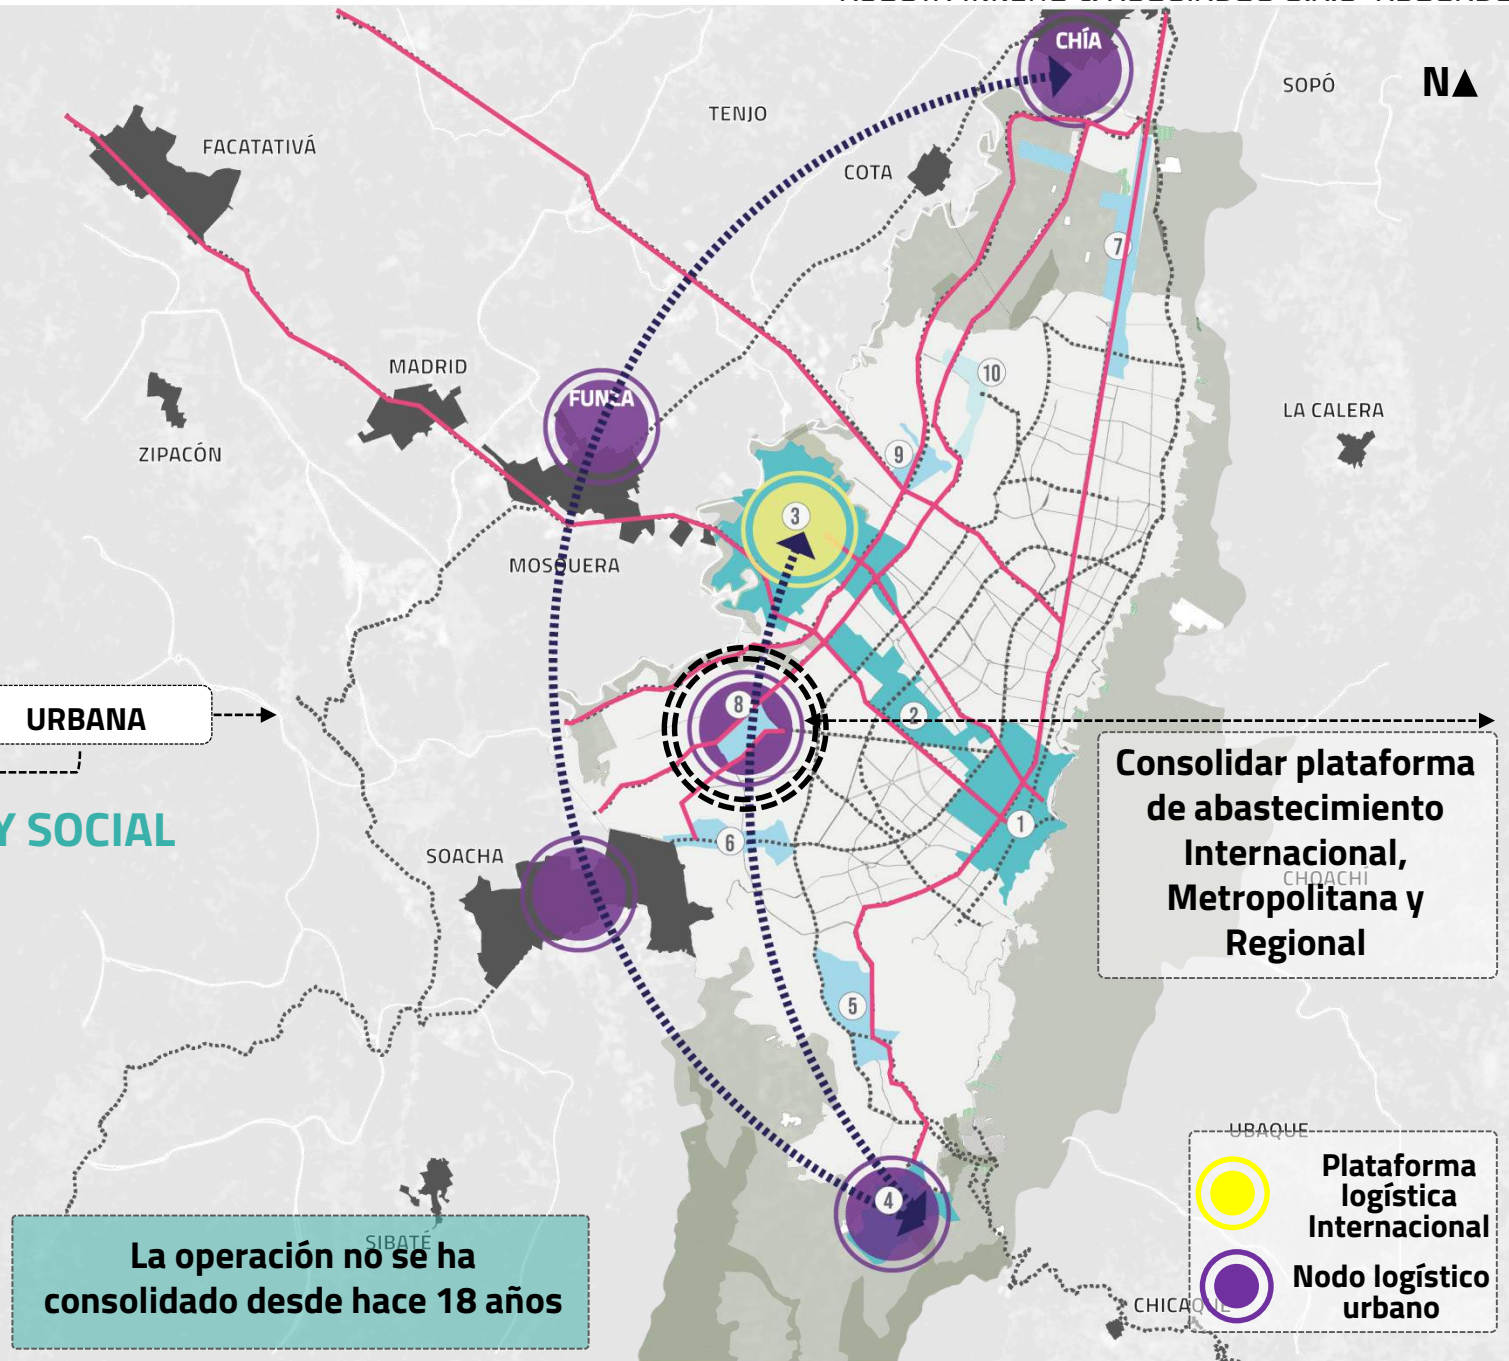 CHÍA
SOPÓ
N
TENJO
FACATATIVÁ
COTA
7
MADRID
10
FUNZA
LA CALERA
ZIPACÓN
9
3
MOSQUERA
URBANA
8
2
Consolidar plataforma
de abastecimiento
Internacional,
CHOACHÍ
Metropolitana y
Regional
Y SOCIAL
1
6
SOACHA
5
UBAQUE
Plataforma
logística
Internacional
4
La operación no se ha
SIBATÉ
consolidado desde hace 18 años
Nodo logístico
urbano
CHICAQUE